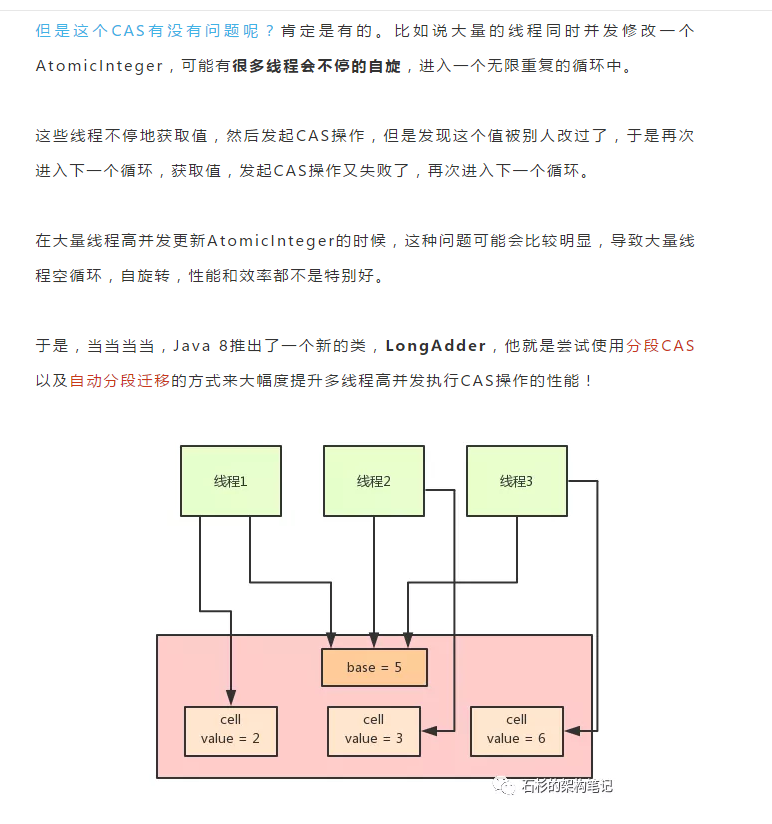 但是这个CAS有没有问题呢？肯定是有的。比如说大量的线程同时并发修改一个
AtomicInteger，可能有很多线程会不停的自旋，进入一个无限重复的循环中。
这些线程不停地获取值，然后发起CAS操作，但是发现这个值被别人改过了，于是再次
进入下一个循环，获取值，发起CAS操作又失败了，再次进入下一个循环。
在大量线程高并发更新AtomicInteger的时候，这种问题可能会比较明显，导致大量线
程空循环，自旋转，性能和效率都不是特别好。
于是，当当当当，Java 8推出了一个新的类，LongAdder，他就是尝试使用分段CAS
以及自动分段迁移的方式来大幅度提升多线程高并发执行CAS操作的性能！
线程1
线程2
线程3
base = 5
cell
value = 2
cell
value = 3
cell
value = 6
石杉的架构笔记